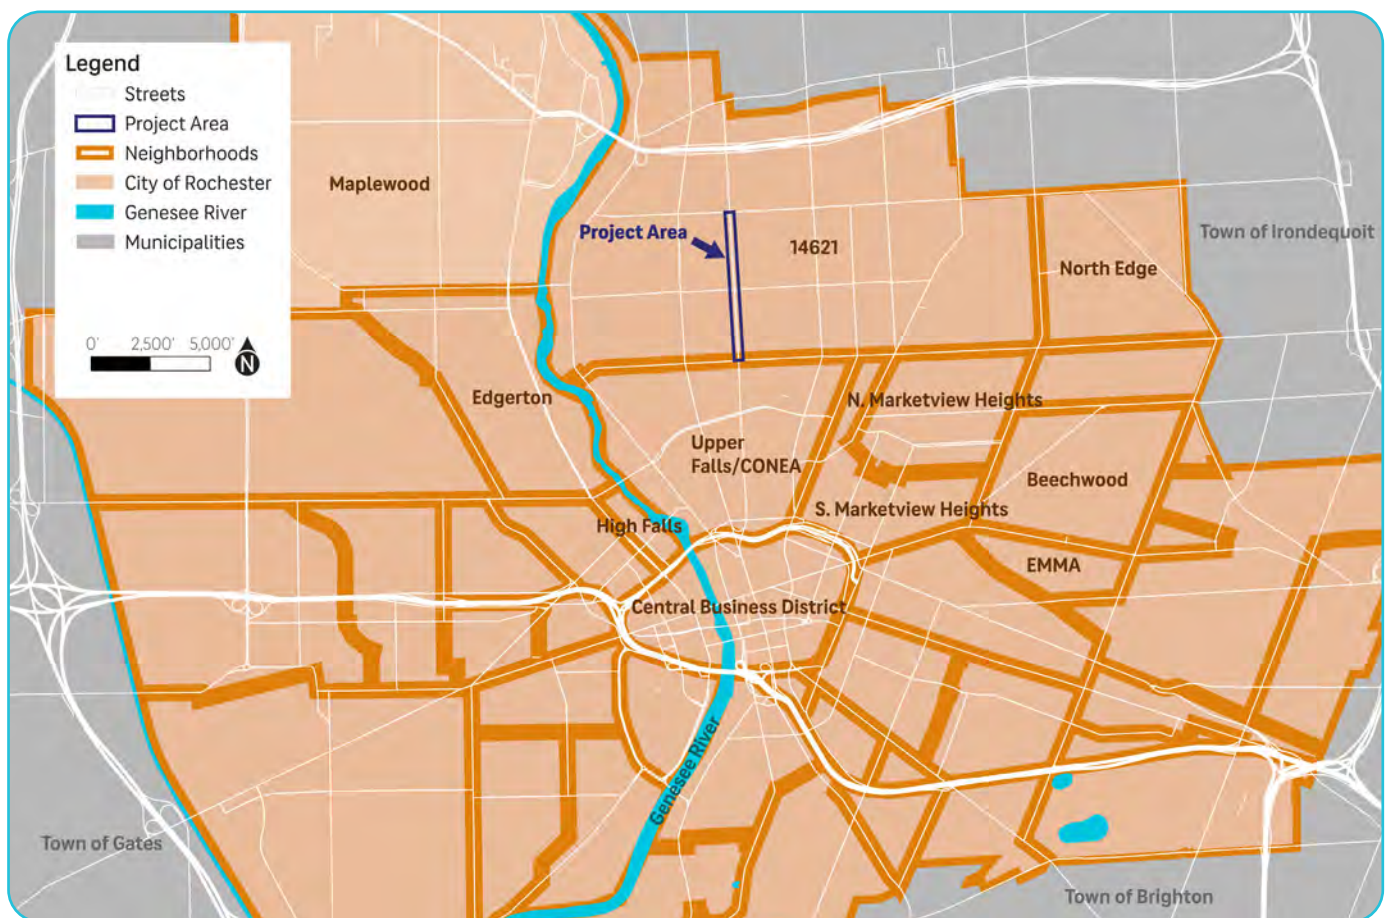 Legend
Streets
Project Area
Neighborhoods
City of Rochester
Genesee River
Municipalities
0' 2,500' 5,000'
N
Maplewood
Project Area
14621
Town of Irondequoit
North Edge
Edgerton
N. Marketview Heights
Upper
Falls/CONEA
Beechwood
S. Marketview Heights
High Falls
EMMA
Central Business District
Genesee River
Town of Gates
Town of Brighton